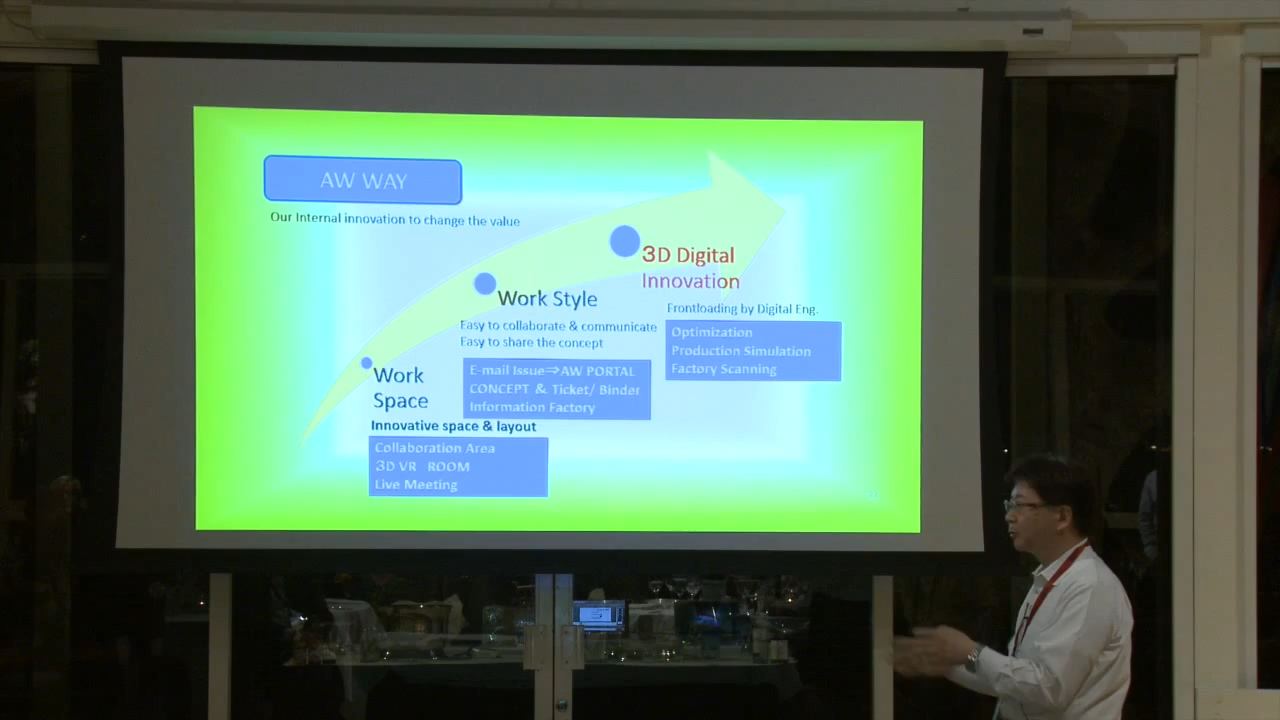 AW WAY
Our Internal innovation to change the value
3D Digital
Innovation
Work Style
Frontloading by Digital Eng.
Easy to collaborate & communicate
Easy to share the concept
Optimization
Production Simulation
Factory Scanning
E-mail Issue⇒AW PORTAL
CONCEPT & Ticket/ Binder
Information Factory
Work
Space
Innovative space & layout
Collaboration Area
3D VR ROOM
Live Meeting